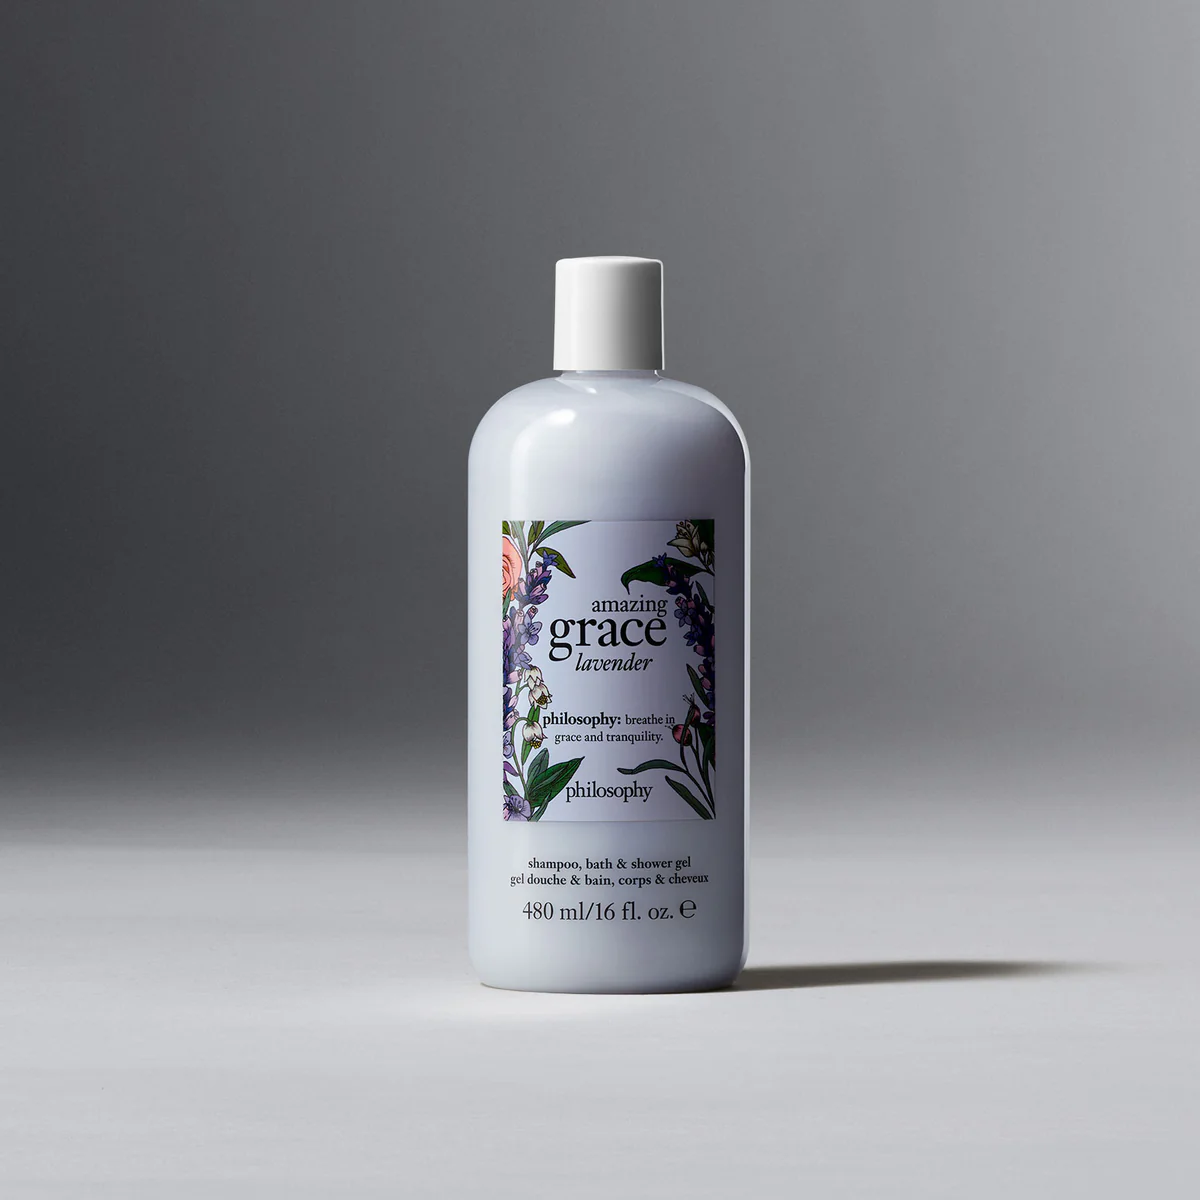 amazing
grace
lavender
philosophy: breathe in
grace and tranquility.
philosophy
shampoo, bath & shower gel
gel douche & bain, corps & cheveux
480 ml/16 fl. oz. ℮